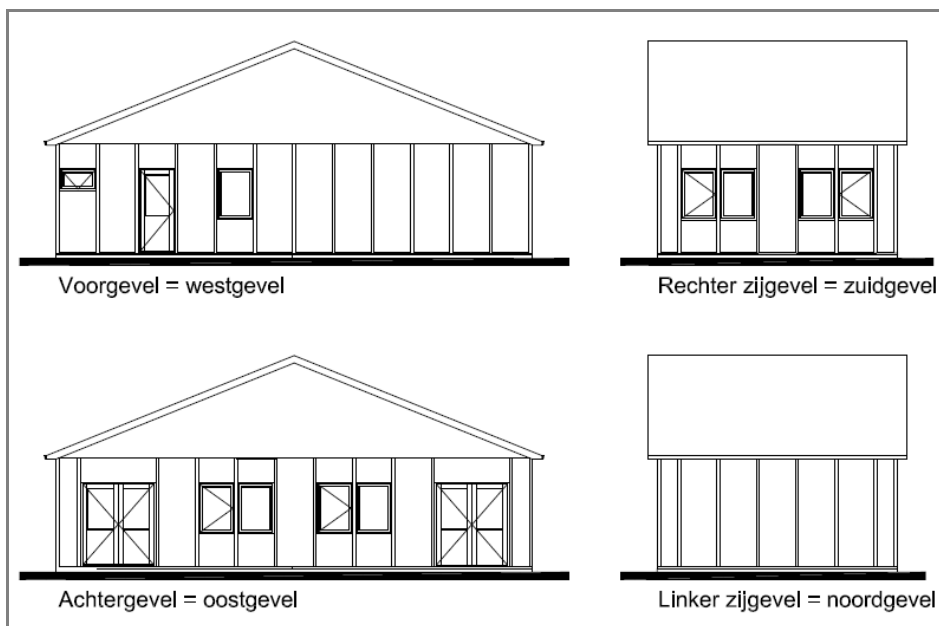 Voorgevel = westgevel
Rechter zijgevel = zuidgevel
Achtergevel = oostgevel
Linker zijgevel = noordgevel